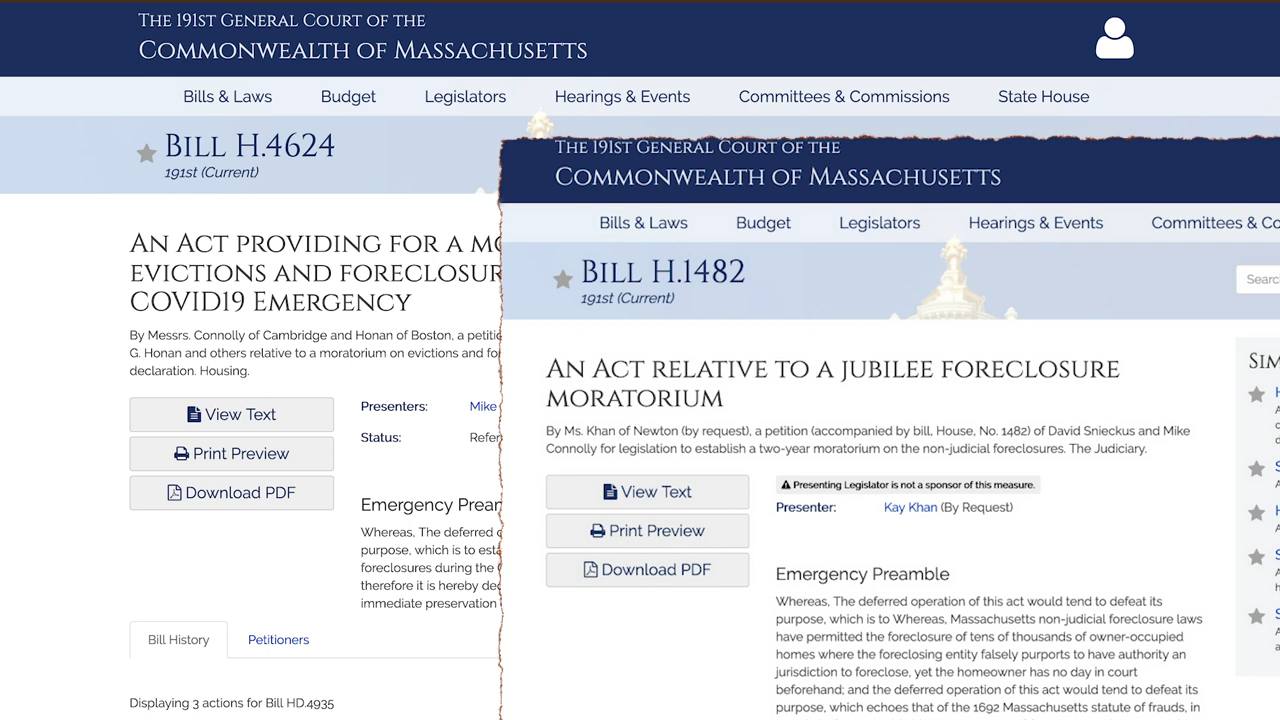 The 191st General Court of the
Commonwealth of Massachusetts
Bills & Laws
Budget
Legislators
Hearings & Events
Committees & Commissions
State House
Bill H.4624
191st (Current)
An Act providing for a
evictions and
COVID19 Emergency
By Messrs. Connolly of Cambridge and Honan of Boston, a
G. Honan and others relative to a moratorium on evictions and
declaration. Housing.
View Text
Print Preview
Download PDF
Presenters: Mike
Status:
Emergency
Whereas, The deferred
purpose, which is to
foreclosures during the
therefore it is hereby
immediate preservation
Bill History
Petitioners
Displaying 3 actions for Bill HD.4935
The 191st General Court of the
Commonwealth of Massachusetts
Bills & Laws
Budget
Legislators
Hearings & Events
Committees &
Bill H.1482
191st (Current)
An Act relative to a jubilee foreclosure
moratorium
By Ms. Khan of Newton (by request), a petition (accompanied by bill, House, No. 1482) of David Snieckus and Mike
Connolly for legislation to establish a two-year moratorium on the non-judicial foreclosures. The Judiciary.
View Text
Print Preview
Download PDF
Presenting Legislator is not a sponsor of this measure.
Presenter: Kay Khan (By Request)
Emergency Preamble
Whereas, The deferred operation of this act would tend to defeat its
purpose, which is to Whereas, Massachusetts non-judicial foreclosure laws
have permitted the foreclosure of tens of thousands of owner-occupied
homes where the foreclosing entity falsely purports to have authority an
jurisdiction to foreclose, yet the homeowner has no day in court
beforehand; and the deferred operation of this act would tend to defeat its
purpose, which echoes that of the 1692 Massachusetts statute of frauds, in